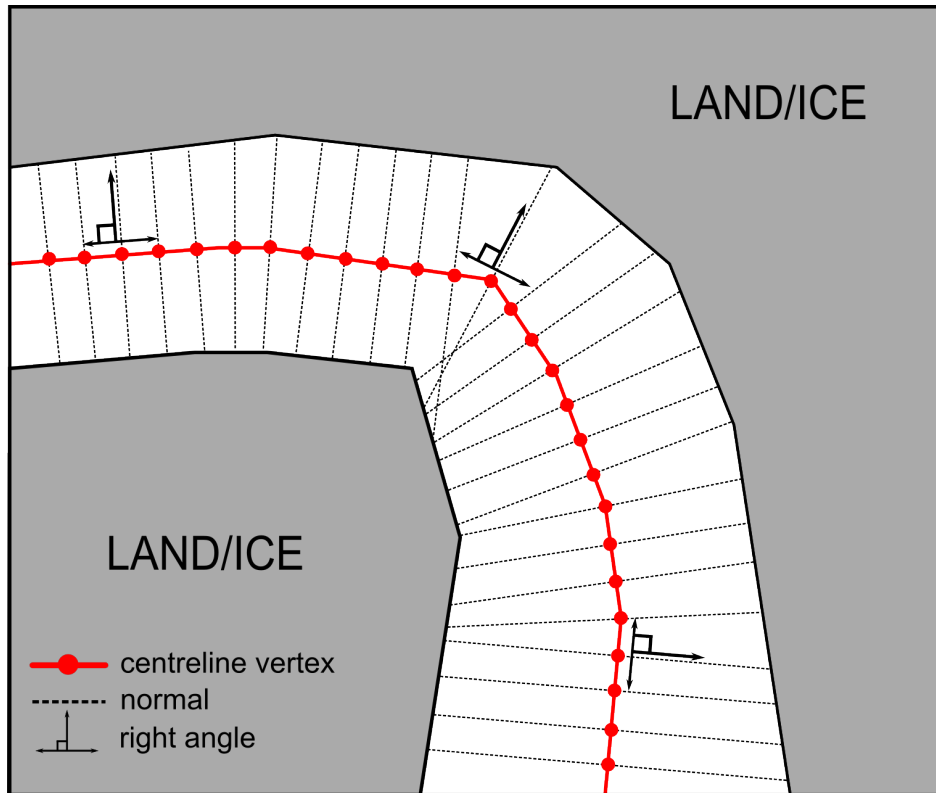 LAND/ICE
LAND/ICE
centreline vertex
normal
right angle